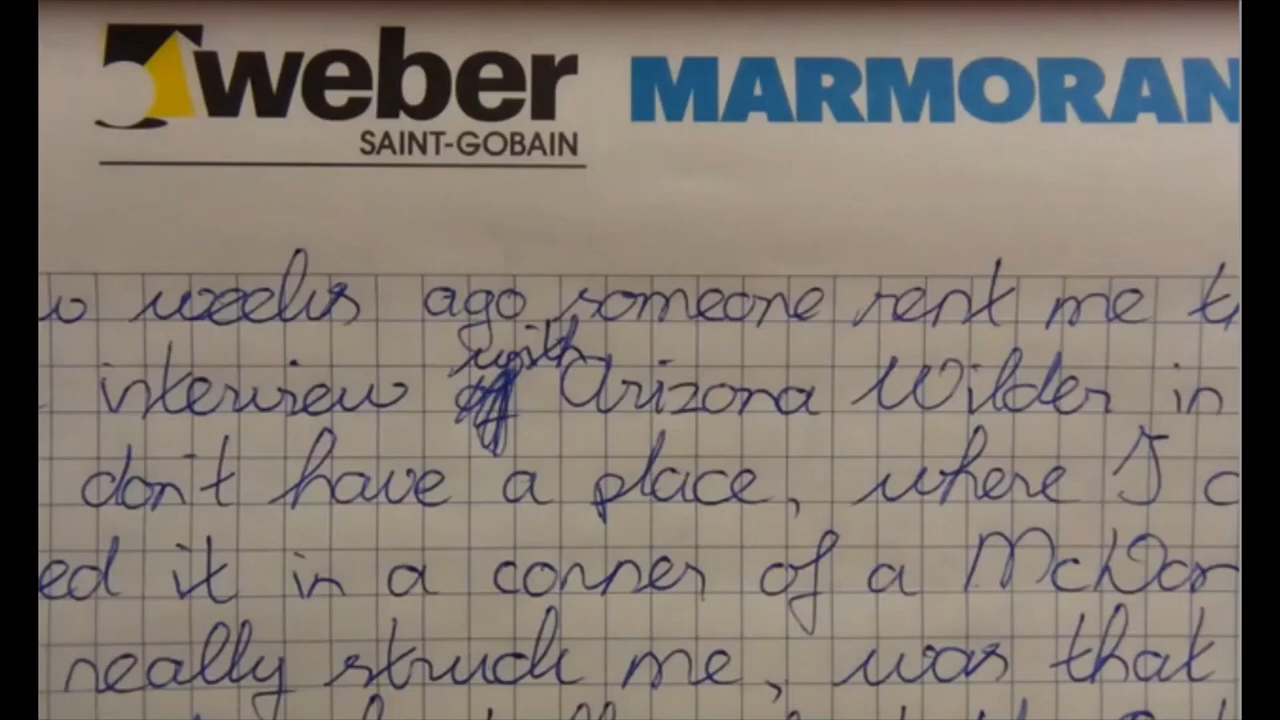 weber MARMORAN
SAINT-GOBAIN
weeks ago someone sent me
with
interview Arizona Wilder in
don't have a place, where I
ed it in a corner of a McDon
really struck me, was that